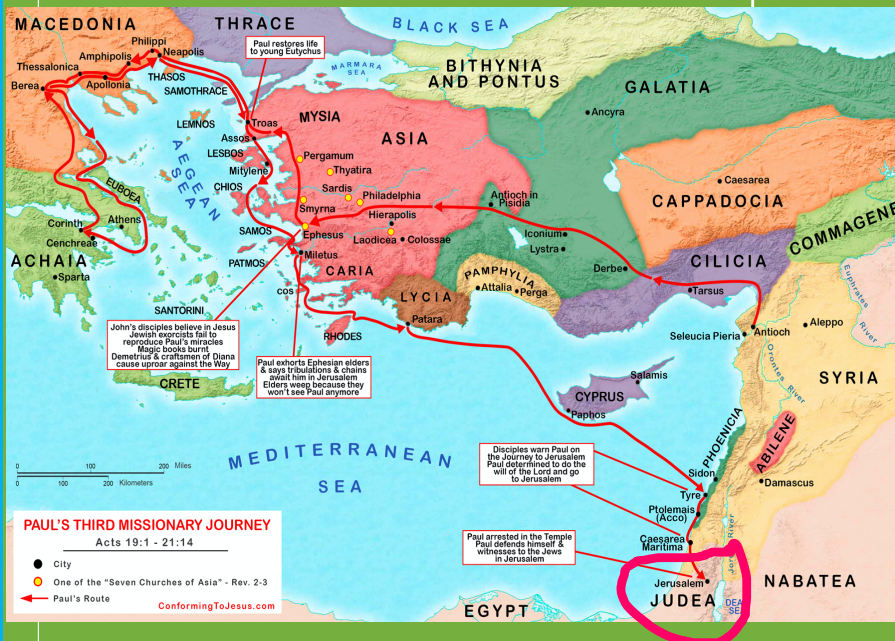 MACEDONIA
THRACE
BLACK SEA
Philippi
Neapolis
Amphipolis
Thessalonica
Apollonia
Berea
THASOS
SAMOTHRACE
Paul restores life
to young Eutychus
MARMARA
SEA
BITHYNIA
AND PONTUS
GALATIA
Ancyra
LEMNOS
Troas
MYSIA
ASIA
Assos
AEGEAN
SEA
LESBOS
Mitylene
CHIOS
Pergamum
Thyatira
Sardis
Philadelphia
Smyrna
Hierapolis
Ephesus
Laodicea
Colossae
Antioch in
Pisidia
Iconium
Lystra
Derbe
CAPPADOCIA
Caesarea
COMMAGENE
Euphrates
River
EUBOEA
Corinth
Athens
Cenchreae
ACHAIA
Sparta
SAMOS
PATMOS
Miletus
CARIA
cos
LYCIA
Patara
PAMPHYLIA
Attalia
Perga
CILICIA
Tarsus
Seleucia Pieria
Antioch
Aleppo
Orontes River
SYRIA
SANTORINI
RHODES
CRETE
John's disciples believe in Jesus
Jewish exorcists fail to
reproduce Paul's miracles
Magic books burnt
Demetrius & craftsmen of Diana
cause uproar against the Way
Paul exhorts Ephesian elders
& says tribulations & chains
await him in Jerusalem
Elders weep because they
won't see Paul anymore
CYPRUS
Salamis
Paphos
MEDITERRANEAN
SEA
PHOENICIA
ABILENE
Sidon
Tyre
Damascus
Ptolemais
(Acco)
Caesarea
Maritima
Disciples warn Paul on
the Journey to Jerusalem
Paul determined to do the
will of the Lord and go
to Jerusalem
Paul arrested in the Temple
Paul defends himself &
witnesses to the Jews
in Jerusalem
Jerusalem
JUDEA
DEAD
SEA
NABATEA
EGYPT
0 100 200 Miles
0 100 200 Kilometers
PAUL'S THIRD MISSIONARY JOURNEY
Acts 19:1 - 21:14
City
One of the "Seven Churches of Asia" - Rev. 2-3
Paul's Route
ConformingToJesus.com